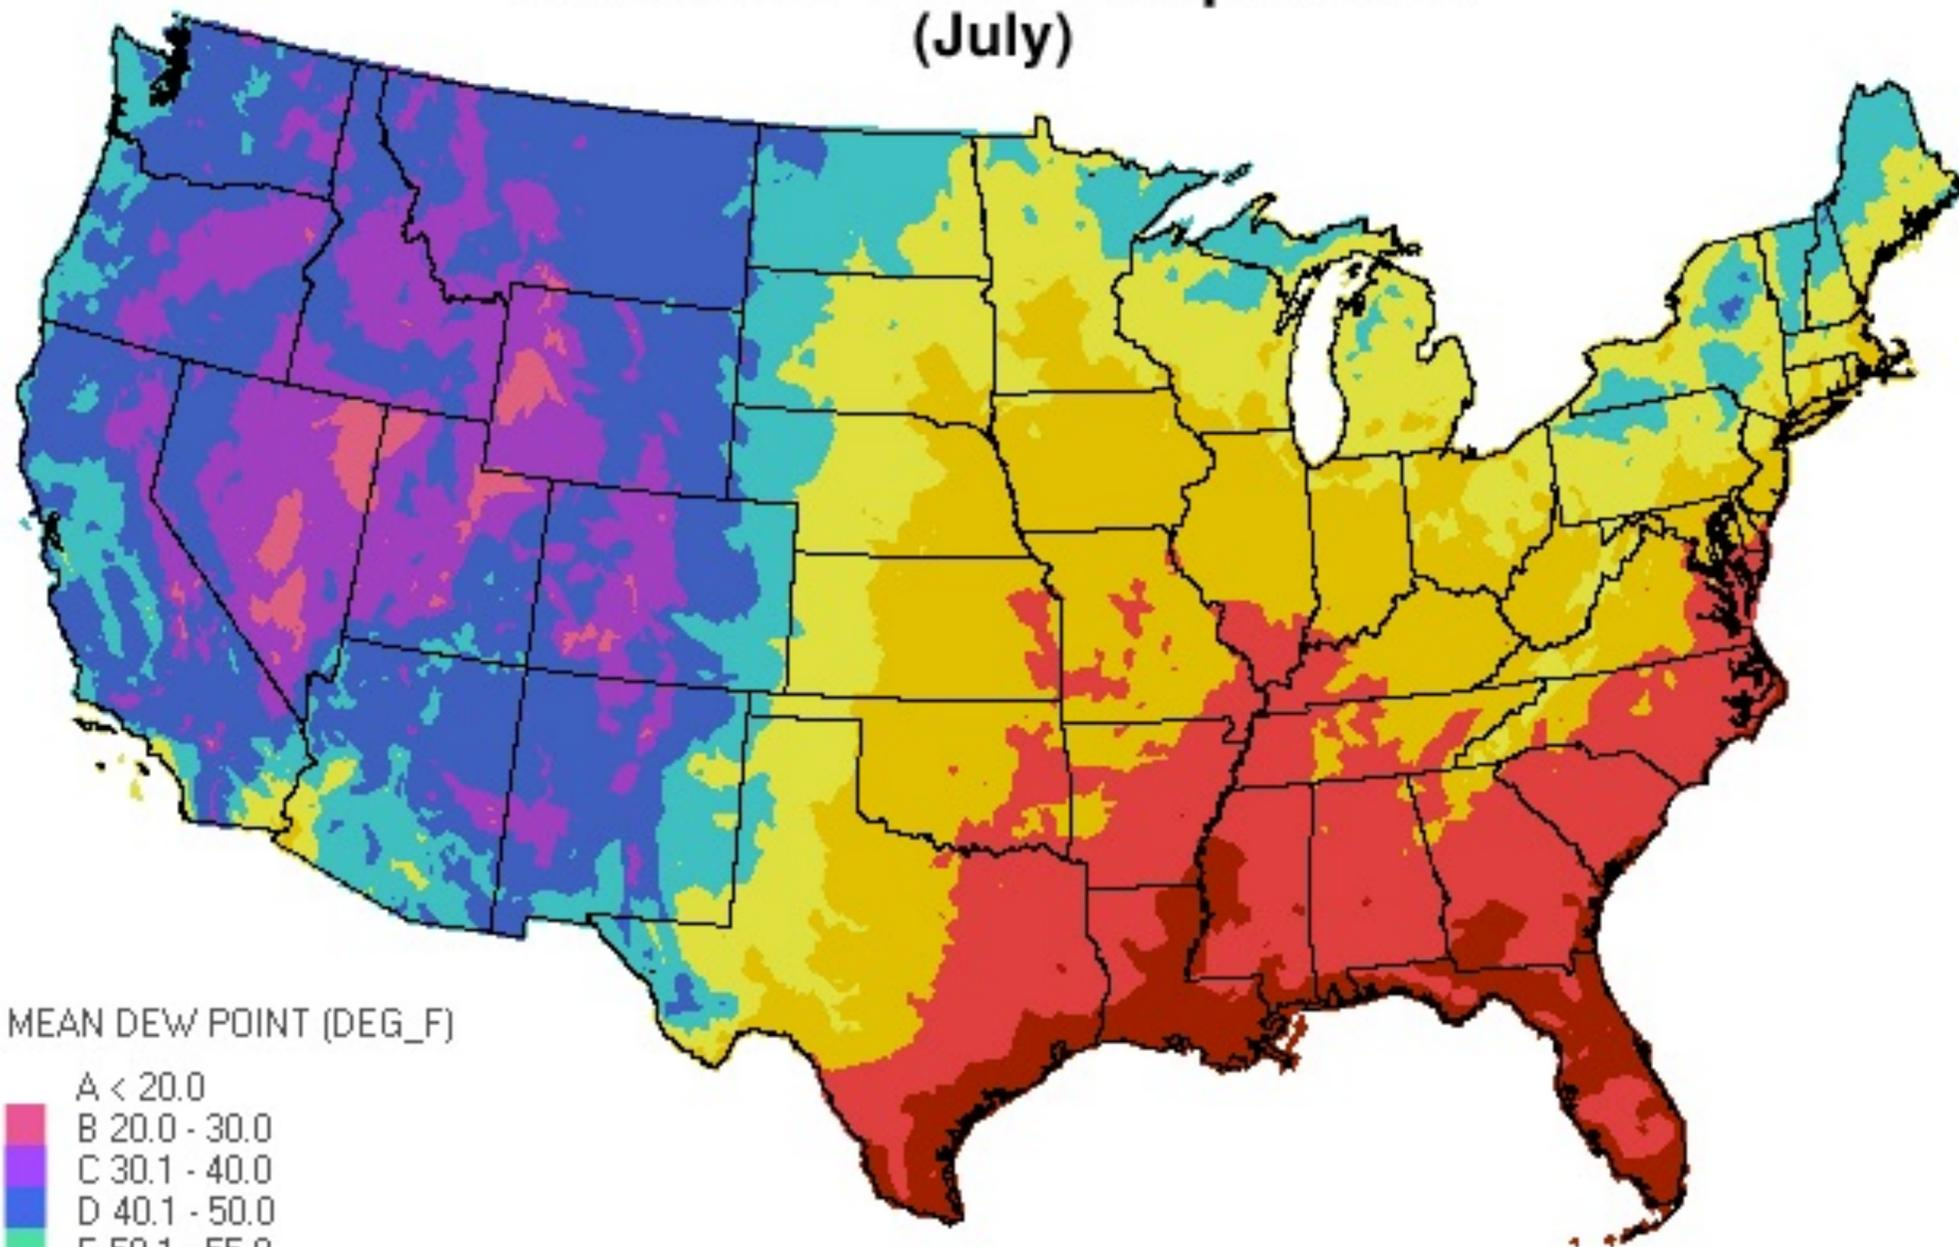 (July)
MEAN DEW POINT (DEG_F)
A < 20.0
B 20.0 - 30.0
C 30.1 - 40.0
D 40.1 - 50.0